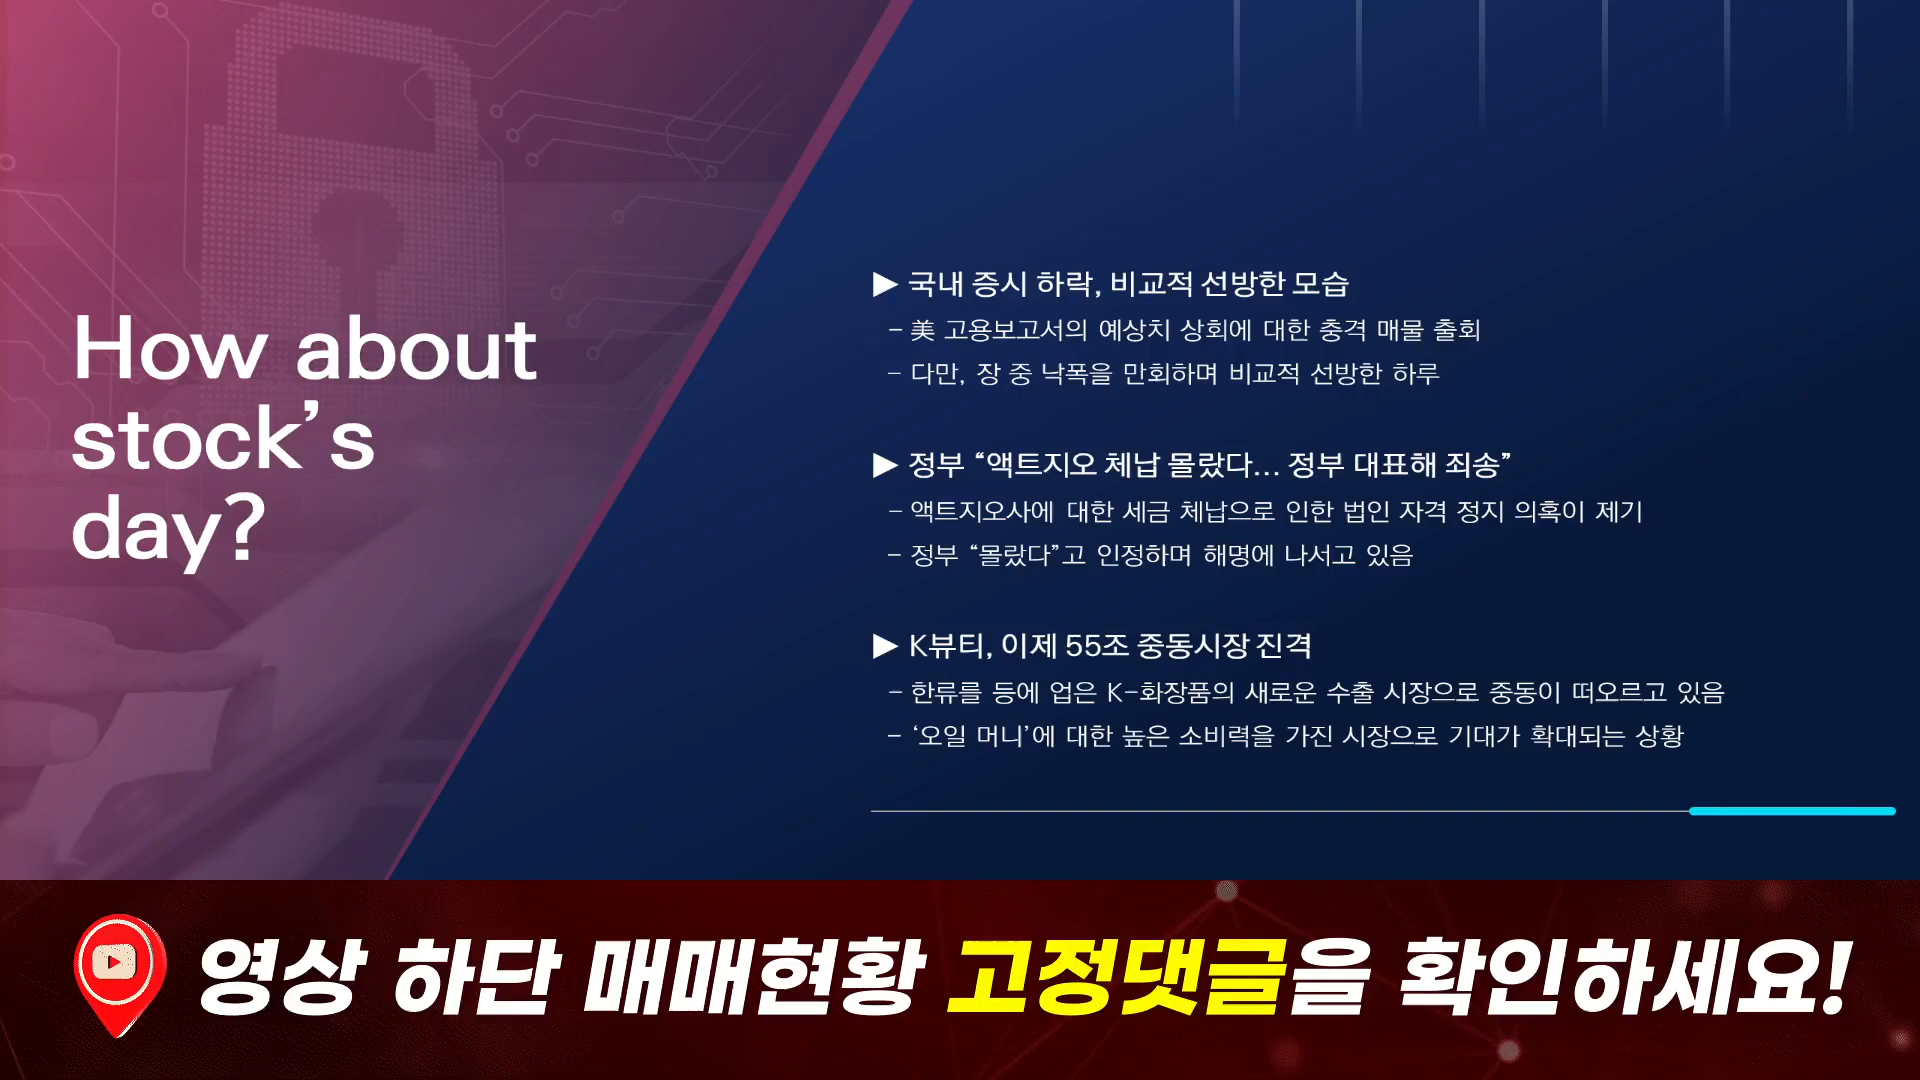 How about
stock’s
day?
▶ 국내 증시 하락, 비교적 선방한 모습
– 美 고용보고서의 예상치 상회에 대한 충격 매물 출회
– 다만, 장 중 낙폭을 만회하며 비교적 선방한 하루
▶ 정부 “액트지오 체납 몰랐다... 정부 대표해 죄송”
– 액트지오사에 대한 세금 체납으로 인한 법인 자격 정지 의혹이 제기
– 정부 “몰랐다”고 인정하며 해명에 나서고 있음
▶ K뷰티, 이제 55조 중동시장 진격
– 한류를 등에 업은 K-화장품의 새로운 수출 시장으로 중동이 떠오르고 있음
– ‘오일 머니’에 대한 높은 소비력을 가진 시장으로 기대가 확대되는 상황
영상 하단 매매현황 고정댓글을 확인하세요!